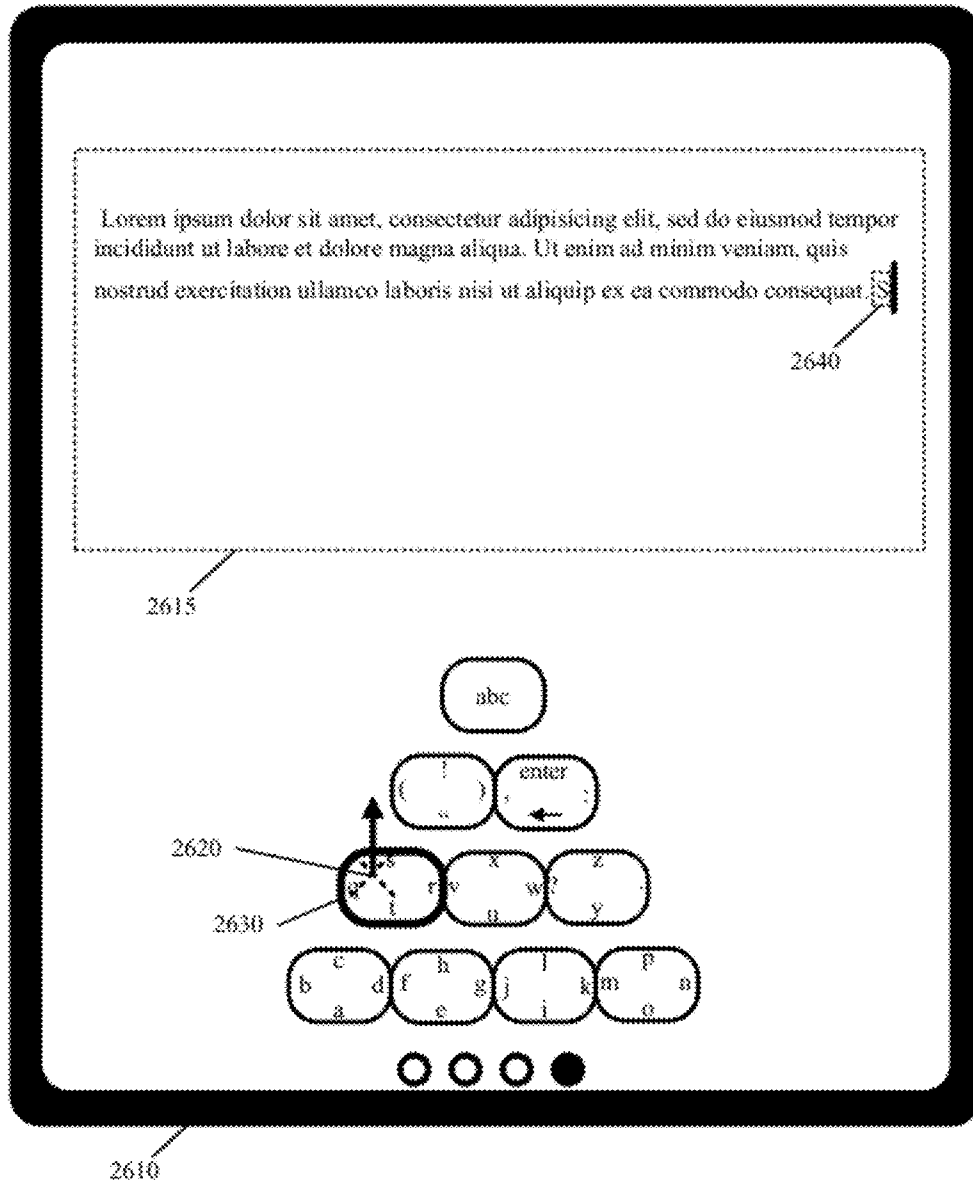 Lorem ipsum dolor sit amet, consectetur adipisicing elit, sed do eiusmod tempor
incididunt ut labore et dolore magna aliqua. Ut enim ad minim veniam, quis
nostrud exercitation ullamco laboris nisi ut aliquip ex ea commodo consequat.
2640
2615
abc
( ! ) "
enter , ;
2620
s r t
2630
v x w u
? z . y
b c d a
f h g e
j l k i
m p n o
2610